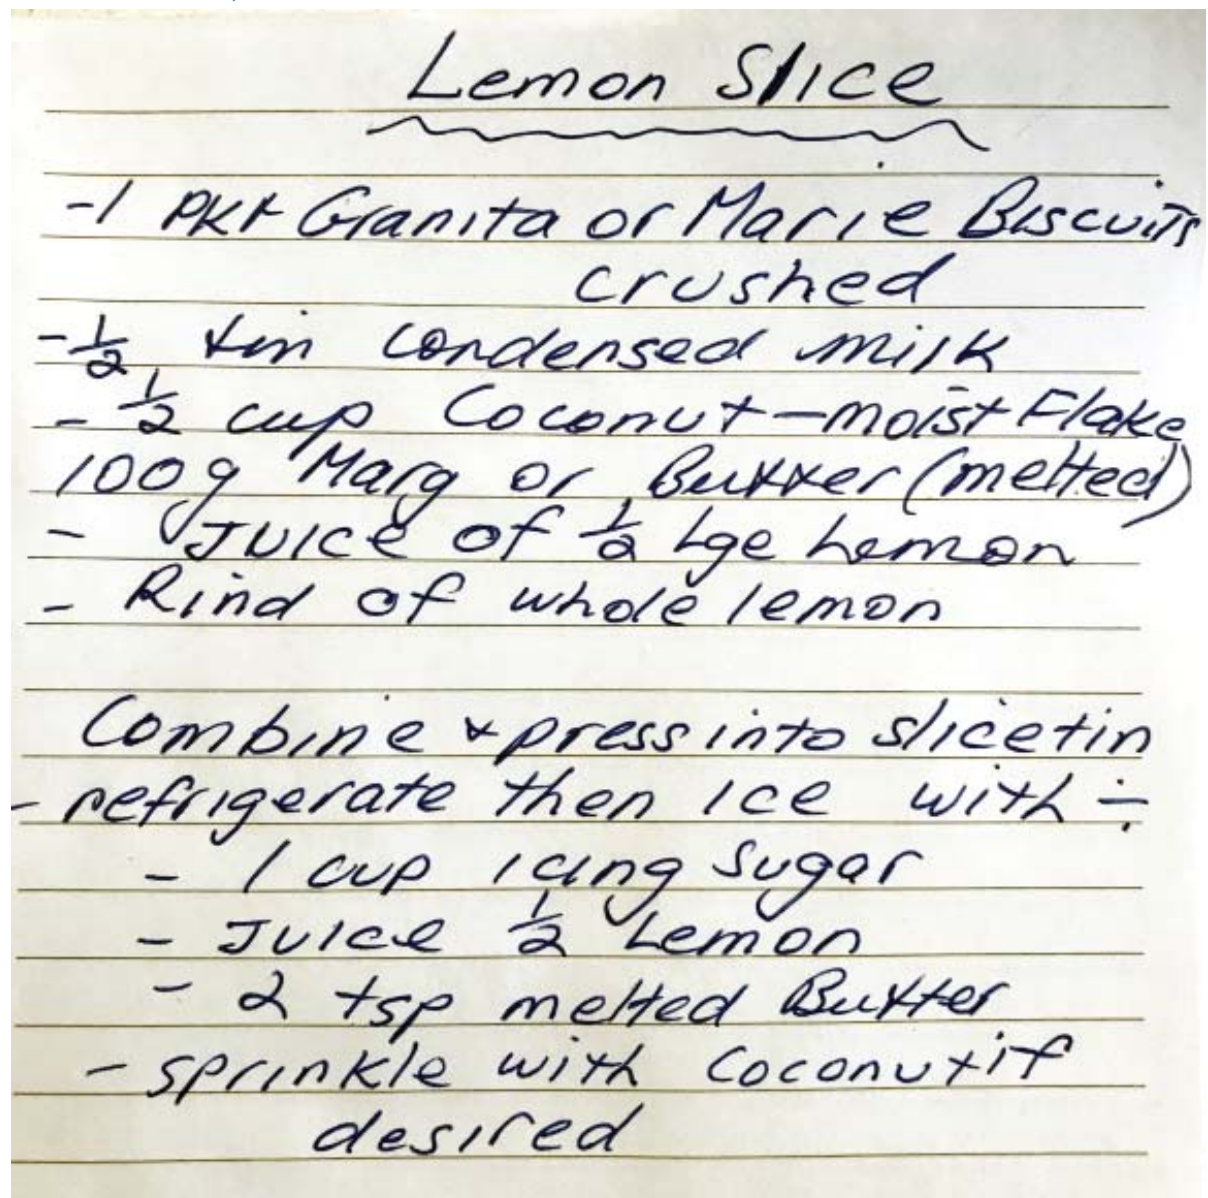 Lemon Slice
-1 Pkt Granita or Marie Biscuits
crushed
-½ tin condensed milk
-½ cup Coconut-moist Flake
100g Marg or Butter (melted)
- Juice of ½ Lge Lemon
- Rind of whole lemon
Combine + press into slice tin
- refrigerate then ice with :-
- 1 cup icing sugar
- Juice ½ Lemon
- 2 tsp melted Butter
- sprinkle with coconut if
desired